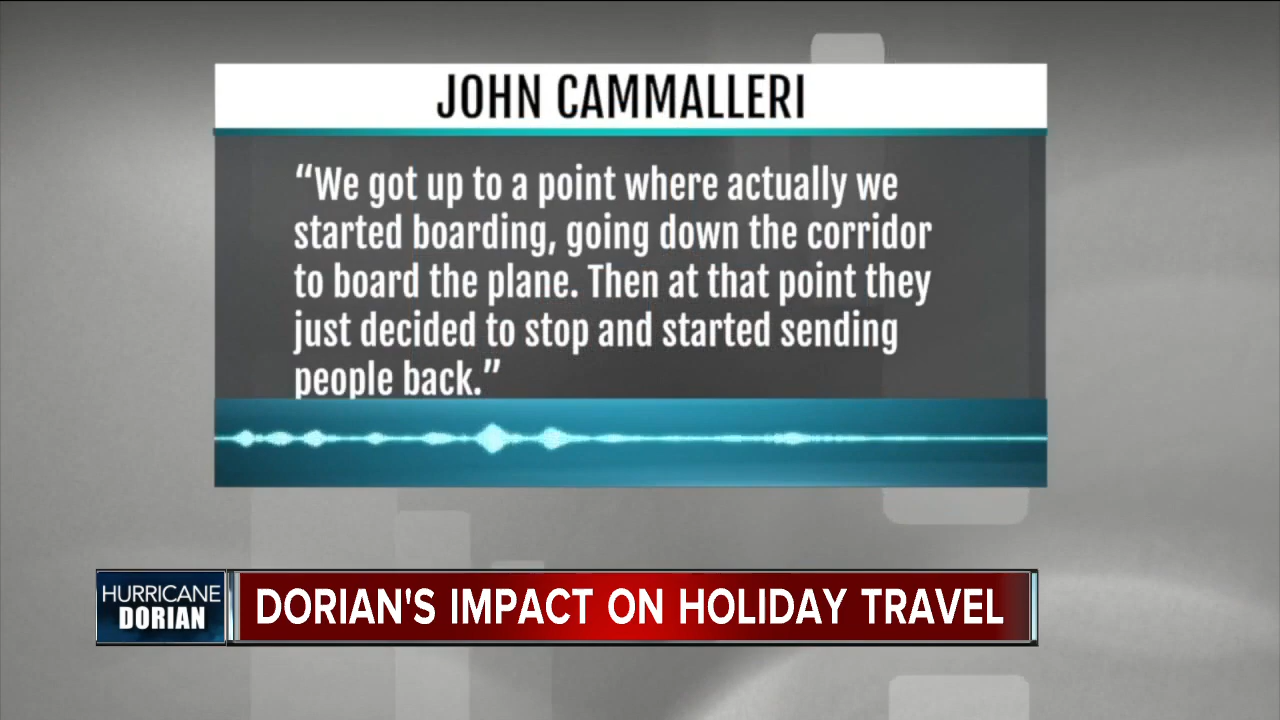 JOHN CAMMALLERI
“We got up to a point where actually we
started boarding, going down the corridor
to board the plane. Then at that point they
just decided to stop and started sending
people back.”
HURRICANE
DORIAN
DORIAN'S IMPACT ON HOLIDAY TRAVEL